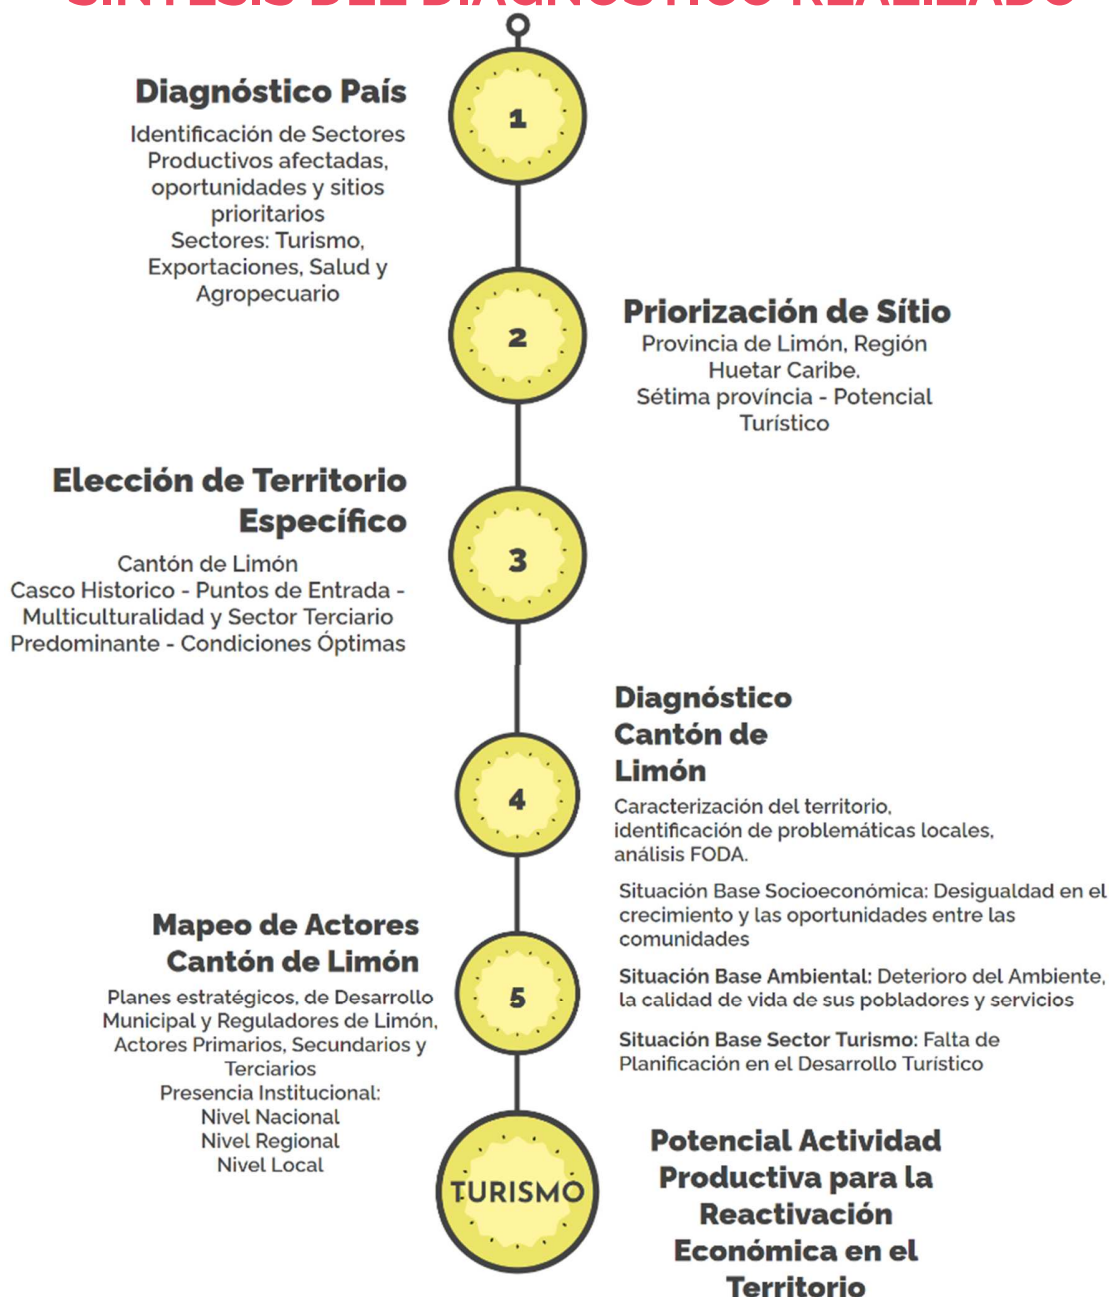 SÍNTESIS DEL DIAGNÓSTICO REALIZADO
1
Diagnóstico País
Identificación de Sectores
Productivos afectadas,
oportunidades y sitios
prioritarios
Sectores: Turismo,
Exportaciones, Salud y
Agropecuario
2
Priorización de Sítio
Provincia de Limón, Región
Huetar Caribe.
Sétima província - Potencial
Turístico
3
Elección de Territorio
Específico
Cantón de Limón
Casco Historico - Puntos de Entrada -
Multiculturalidad y Sector Terciario
Predominante - Condiciones Óptimas
4
Diagnóstico
Cantón de
Limón
Caracterización del territorio,
identificación de problemáticas locales,
análisis FODA.
Situación Base Socioeconómica: Desigualdad en el
crecimiento y las oportunidades entre las
comunidades
Situación Base Ambiental: Deterioro del Ambiente,
la calidad de vida de sus pobladores y servicios
Situación Base Sector Turismo: Falta de
Planificación en el Desarrollo Turístico
5
Mapeo de Actores
Cantón de Limón
Planes estratégicos, de Desarrollo
Municipal y Reguladores de Limón,
Actores Primarios, Secundarios y
Terciarios
Presencia Institucional:
Nivel Nacional
Nivel Regional
Nivel Local
TURISMO
Potencial Actividad
Productiva para la
Reactivación
Económica en el
Territorio